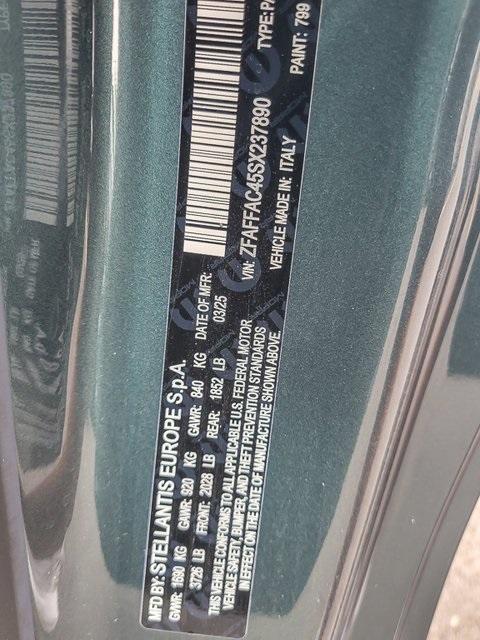 MFD BY: STELLANTIS EUROPE S.p.A.
GVWR: 1690 KG GAWR: 920 KG GAWR: 840 KG DATE OF MFR:
3726 LB FRONT: 2028 LB REAR: 1852 LB 03/25
THIS VEHICLE CONFORMS TO ALL APPLICABLE U.S. FEDERAL MOTOR
VEHICLE SAFETY, BUMPER, AND THEFT PREVENTION STANDARDS
IN EFFECT ON THE DATE OF MANUFACTURE SHOWN ABOVE.
VIN: ZFAFFAC45SX237890 TYPE: PA
VEHICLE MADE IN: ITALY PAINT: 799